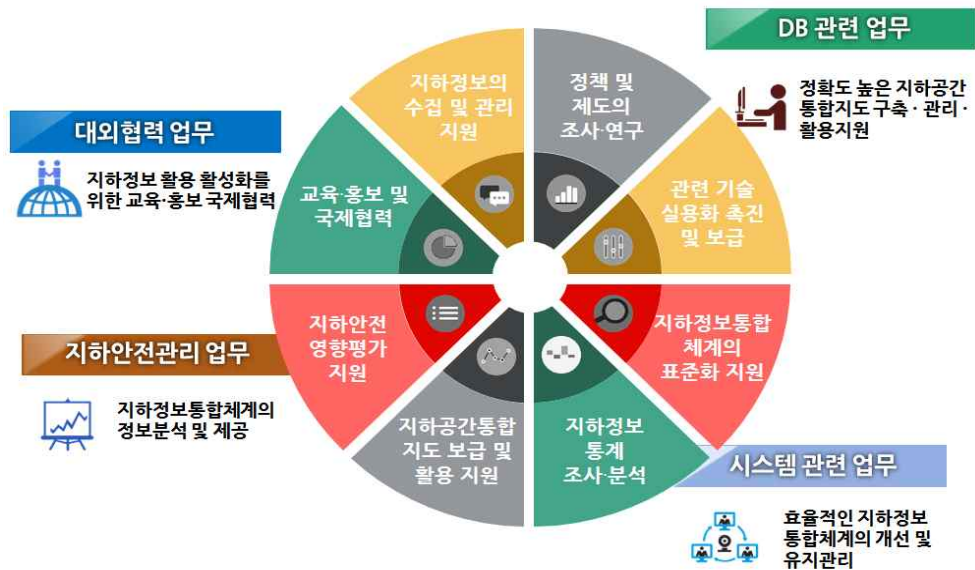 DB 관련 업무
정확도 높은 지하공간
통합지도 구축 · 관리 ·
활용지원
대외협력 업무
지하정보 활용 활성화를
위한 교육·홍보 국제협력
지하정보의
수집 및 관리
지원
정책 및
제도의
조사·연구
교육·홍보 및
국제협력
관련 기술
실용화 촉진
및 보급
지하안전
영향평가
지원
지하정보통합
체계의
표준화 지원
지하공간통합
지도 보급 및
활용 지원
지하정보
통계
조사·분석
지하안전관리 업무
지하정보통합체계의
정보분석 및 제공
시스템 관련 업무
효율적인 지하정보
통합체계의 개선 및
유지관리